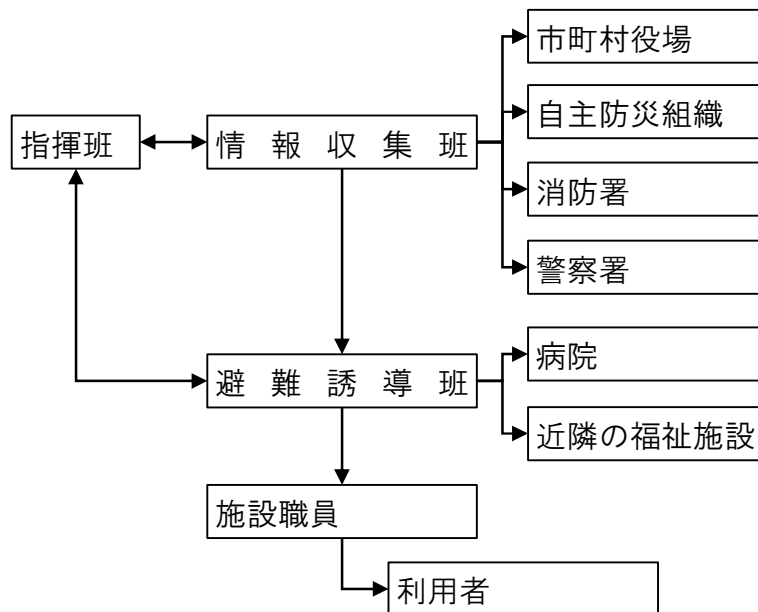 市町村役場
自主防災組織
指揮班
情報収集班
消防署
警察署
病院
避難誘導班
近隣の福祉施設
施設職員
利用者